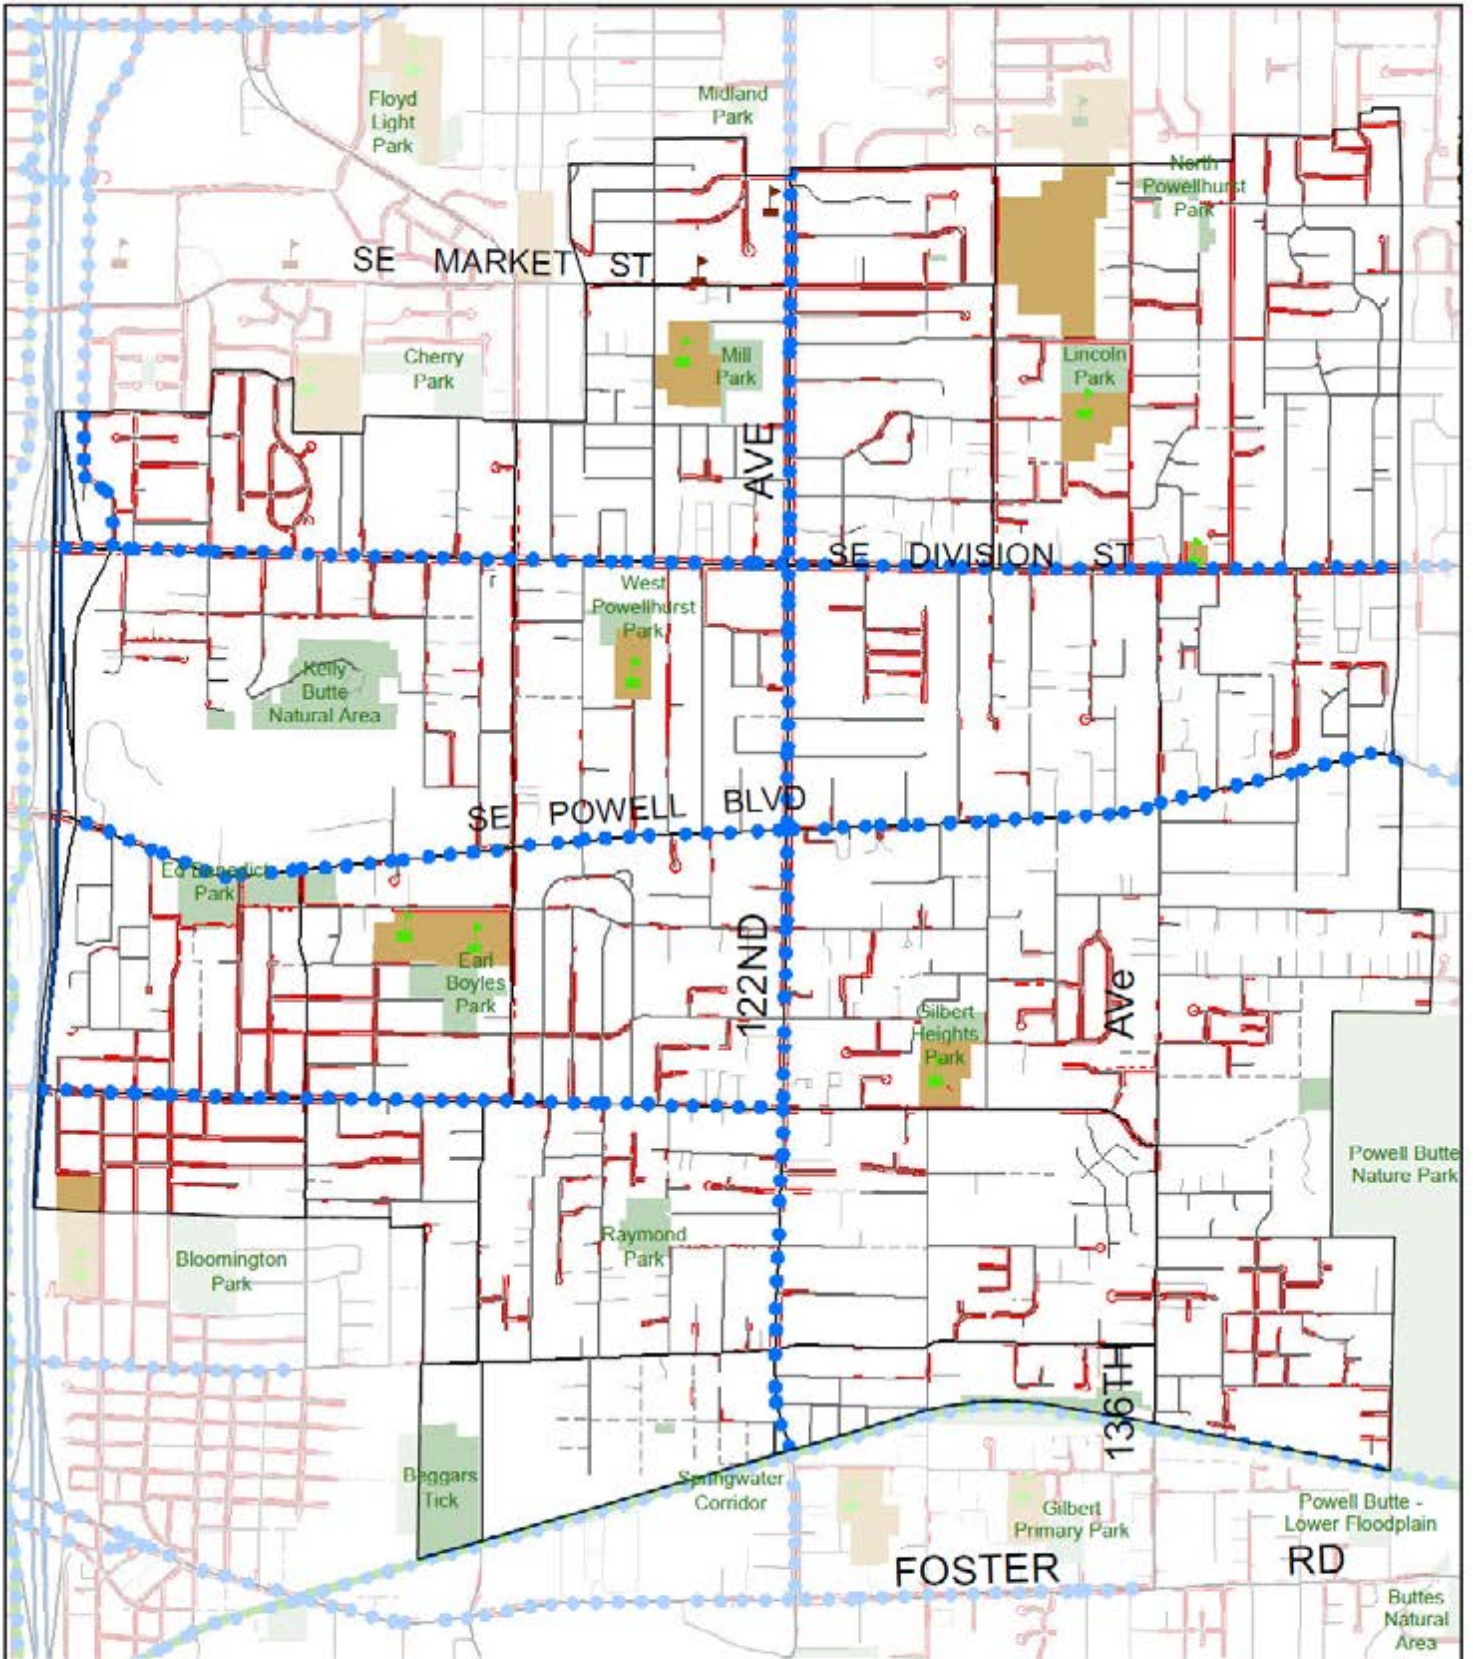 Floyd
Light
Park
Midland
Park
North
Powellhurst
Park
SE MARKET ST
Cherry
Park
Mill
Park
Lincoln
Park
AVE
SE DIVISION ST
r
West
Powellhurst
Park
Kelly
Butte
Natural Area
SE POWELL BLVD
Ed Benedict
Park
Earl
Boyles
Park
122ND
Gilbert
Heights
Park
AVe
Powell Butte
Nature Park
Raymond
Park
Bloomington
Park
136TH
Beggars
Tick
Springwater
Corridor
Gilbert
Primary Park
Powell Butte -
Lower Floodplain
FOSTER RD
Buttes
Natural
Area